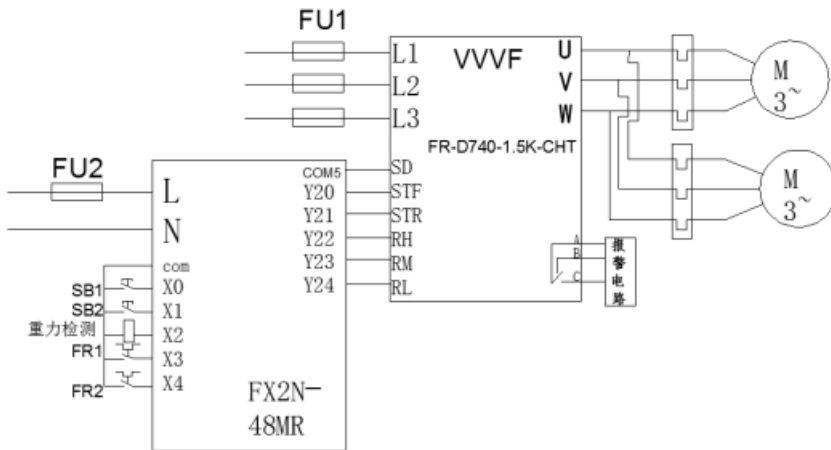 FU1
L1
L2
L3
VVVF
U
V
W
FR-D740-1.5K-CHT
SD
STF
STR
RH
RM
RL
A
B
C
报
警
电
路
M
3~
M
3~
FU2
L
N
COM5
Y20
Y21
Y22
Y23
Y24
com
SB1 X0
SB2 X1
重力检测 X2
FR1 X3
FR2 X4
FX2N-
48MR